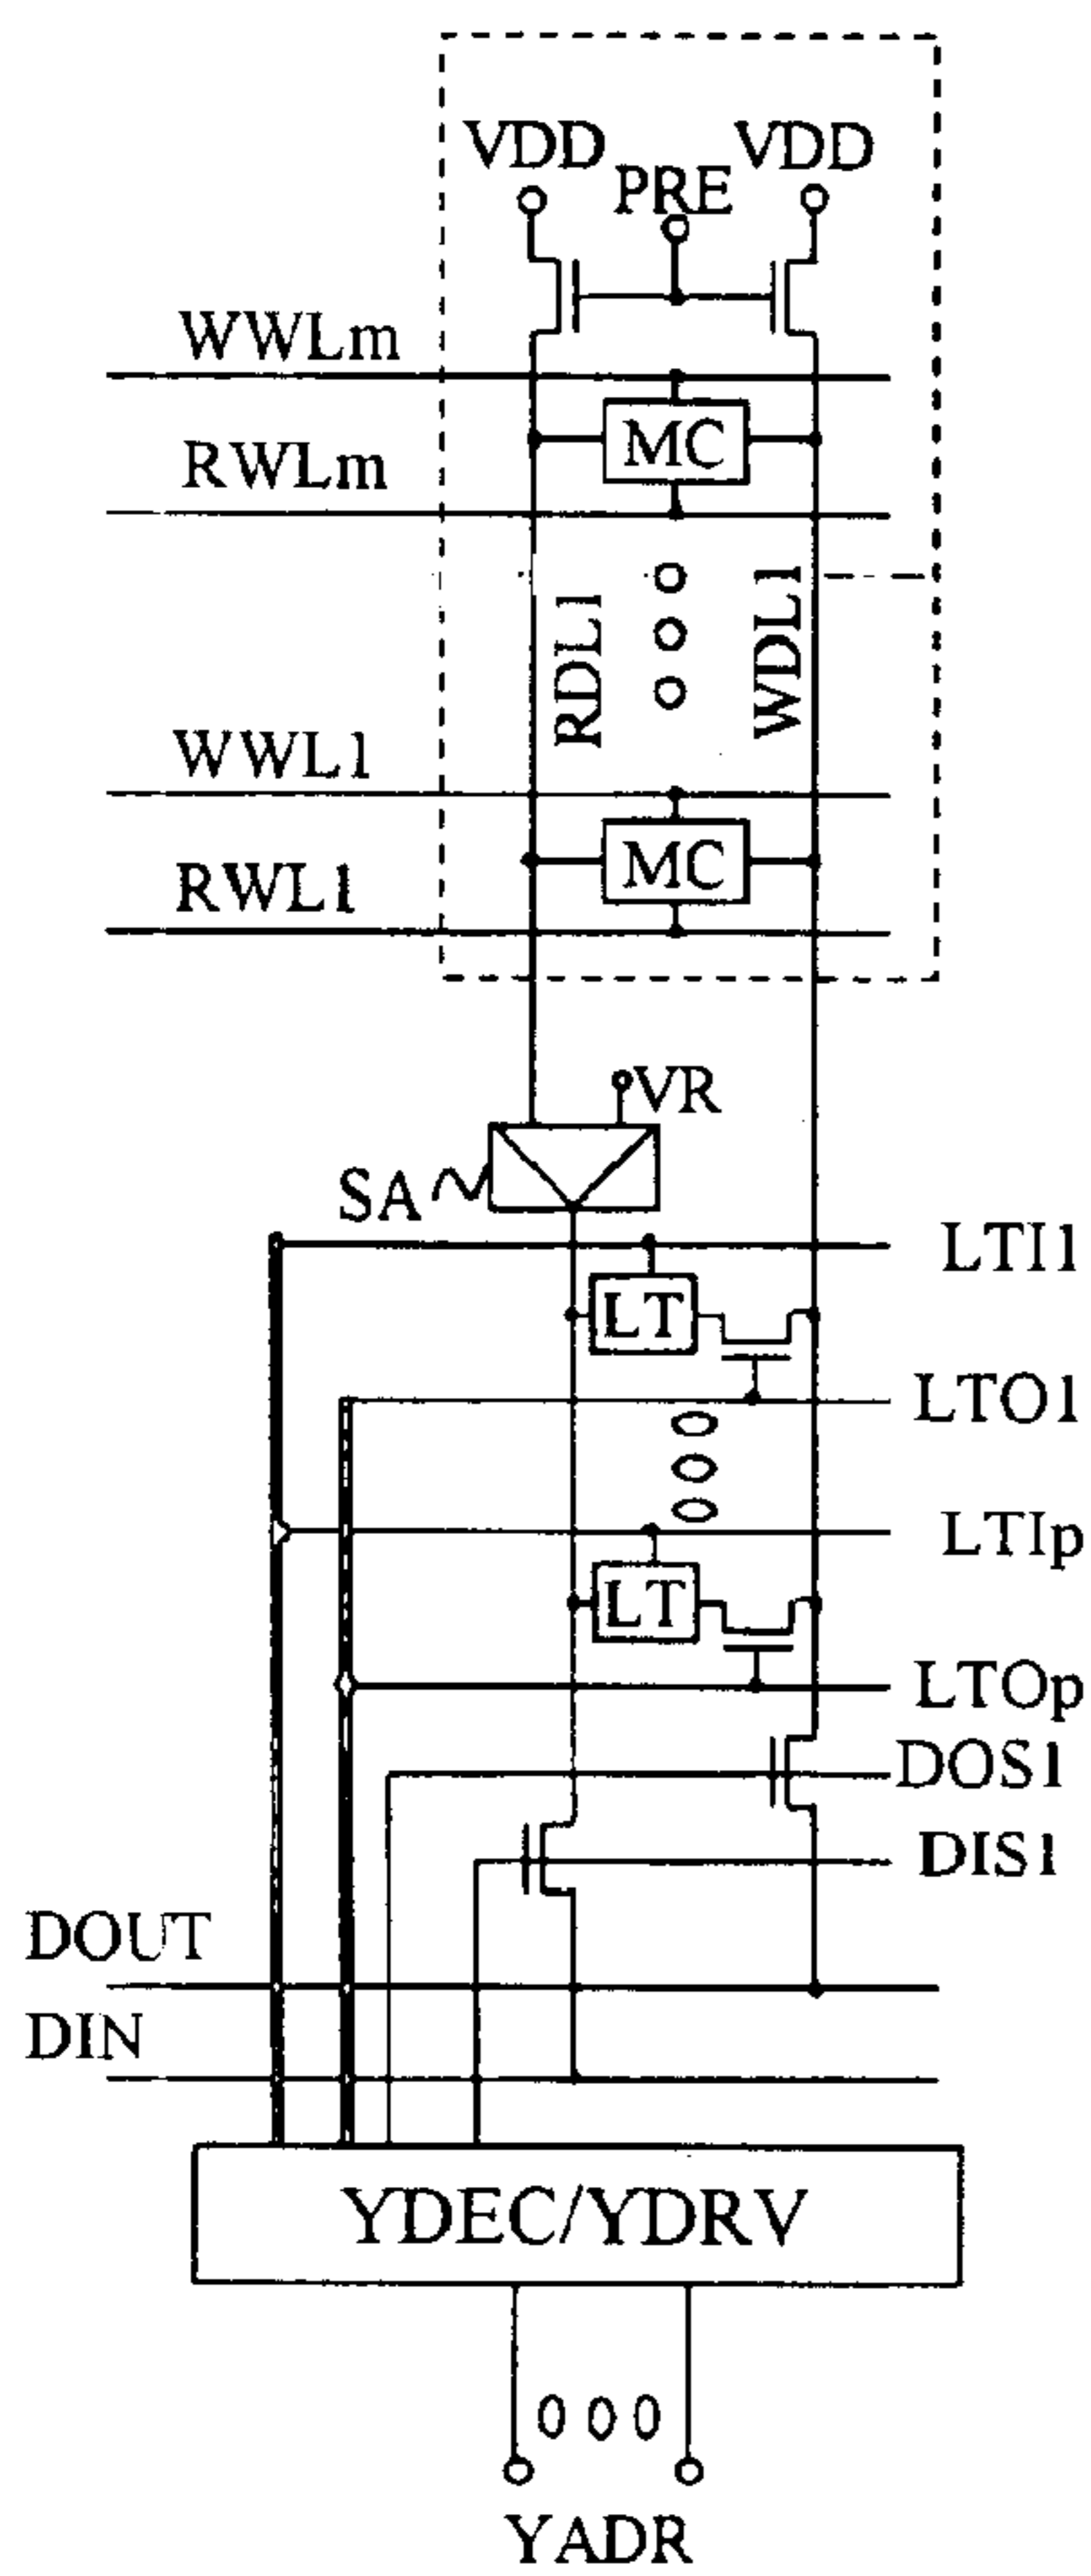 VDD
PRE
VDD
WWLm
MC
RWLm
RDL1
WDL1
WWL1
MC
RWL1
VR
SA
LTI1
LT
LTO1
LTIp
LT
LTOp
DOS1
DIS1
DOUT
DIN
YDEC/YDRV
YADR